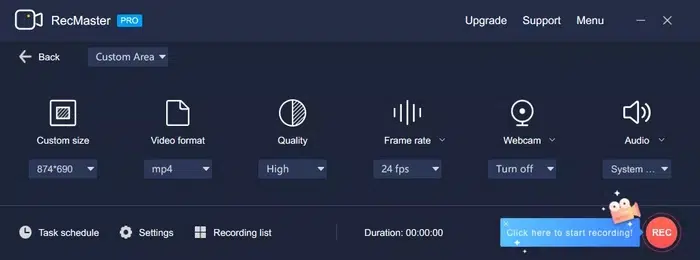 RecMaster PRO Upgrade Support Menu
Back Custom Area
Custom size Video format Quality Frame rate Webcam Audio
874*690 mp4 High 24 fps Turn off System ...
Task schedule Settings Recording list Duration: 00:00:00 Click here to start recording! REC